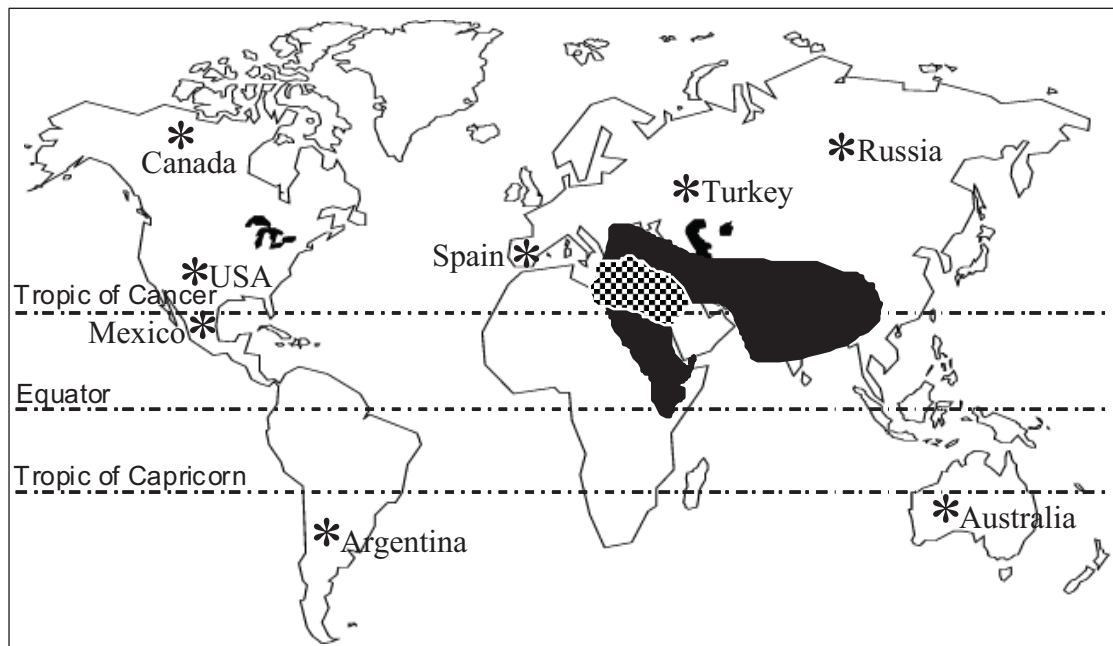 Canada
Russia
Turkey
Spain
USA
Tropic of Cancer
Mexico
Equator
Tropic of Capricorn
Australia
Argentina